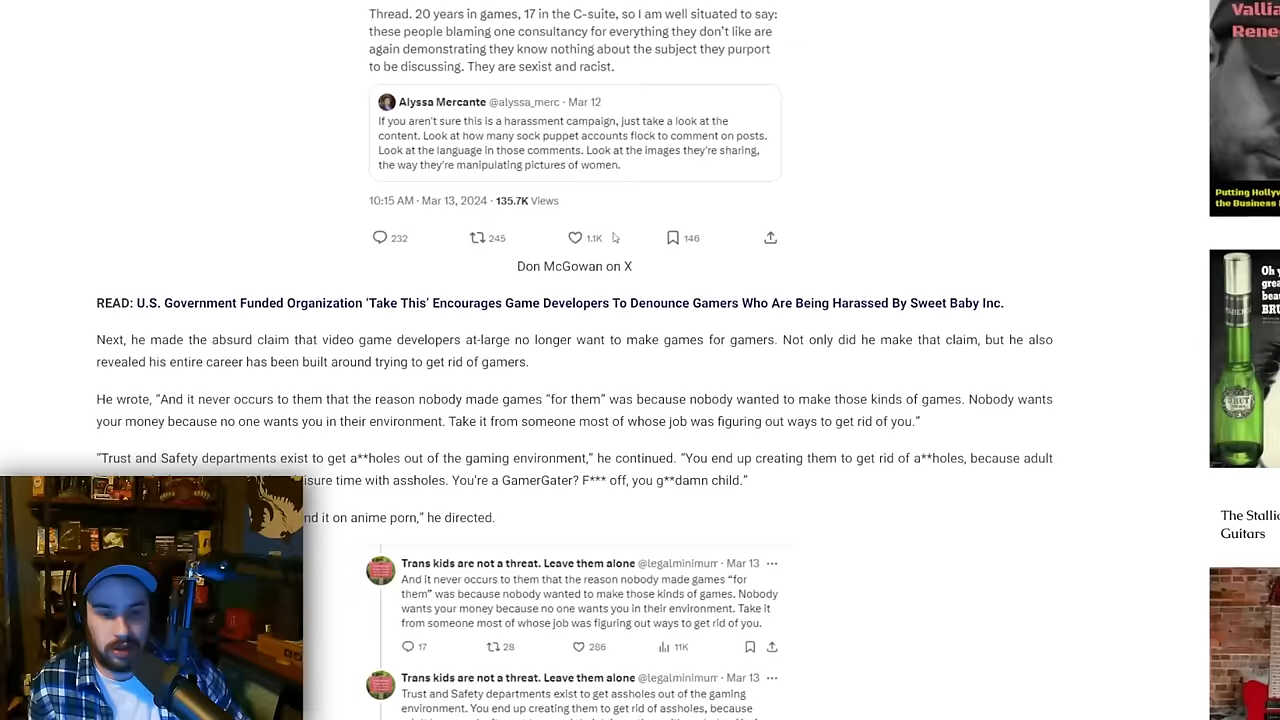 Thread. 20 years in games, 17 in the C-suite, so I am well situated to say:
these people blaming one consultancy for everything they don't like are
again demonstrating they know nothing about the subject they purport
to be discussing. They are sexist and racist.
Alyssa Mercante @alyssa_merc · Mar 12
If you aren't sure this is a harassment campaign, just take a look at the
content. Look at how many sock puppet accounts flock to comment on posts.
Look at the language in those comments. Look at the images they're sharing,
the way they're manipulating pictures of women.
10:15 AM · Mar 13, 2024 · 135.7K Views
232 245 1.1K 146
Don McGowan on X
READ: U.S. Government Funded Organization ‘Take This’ Encourages Game Developers To Denounce Gamers Who Are Being Harassed By Sweet Baby Inc.
Next, he made the absurd claim that video game developers at-large no longer want to make games for gamers. Not only did he make that claim, but he also
revealed his entire career has been built around trying to get rid of gamers.
He wrote, “And it never occurs to them that the reason nobody made games “for them” was because nobody wanted to make those kinds of games. Nobody wants
your money because no one wants you in their environment. Take it from someone most of whose job was figuring out ways to get rid of you.”
“Trust and Safety departments exist to get a**holes out of the gaming environment,” he continued. “You end up creating them to get rid of a**holes, because adult
isure time with assholes. You're a GamerGater? F*** off, you g**damn child.”
nd it on anime porn,” he directed.
Trans kids are not a threat. Leave them alone @legalminimum · Mar 13 ···
And it never occurs to them that the reason nobody made games “for
them” was because nobody wanted to make those kinds of games. Nobody
wants your money because no one wants you in their environment. Take it
from someone most of whose job was figuring out ways to get rid of you.
17 28 286 11K
Trans kids are not a threat. Leave them alone @legalminimum · Mar 13 ···
Trust and Safety departments exist to get assholes out of the gaming
environment. You end up creating them to get rid of assholes, because
Vallia
Rene
Putting Hollyw
the Business
Oh y
grea
bea
BRU
BRUT
The Stalli
Guitars